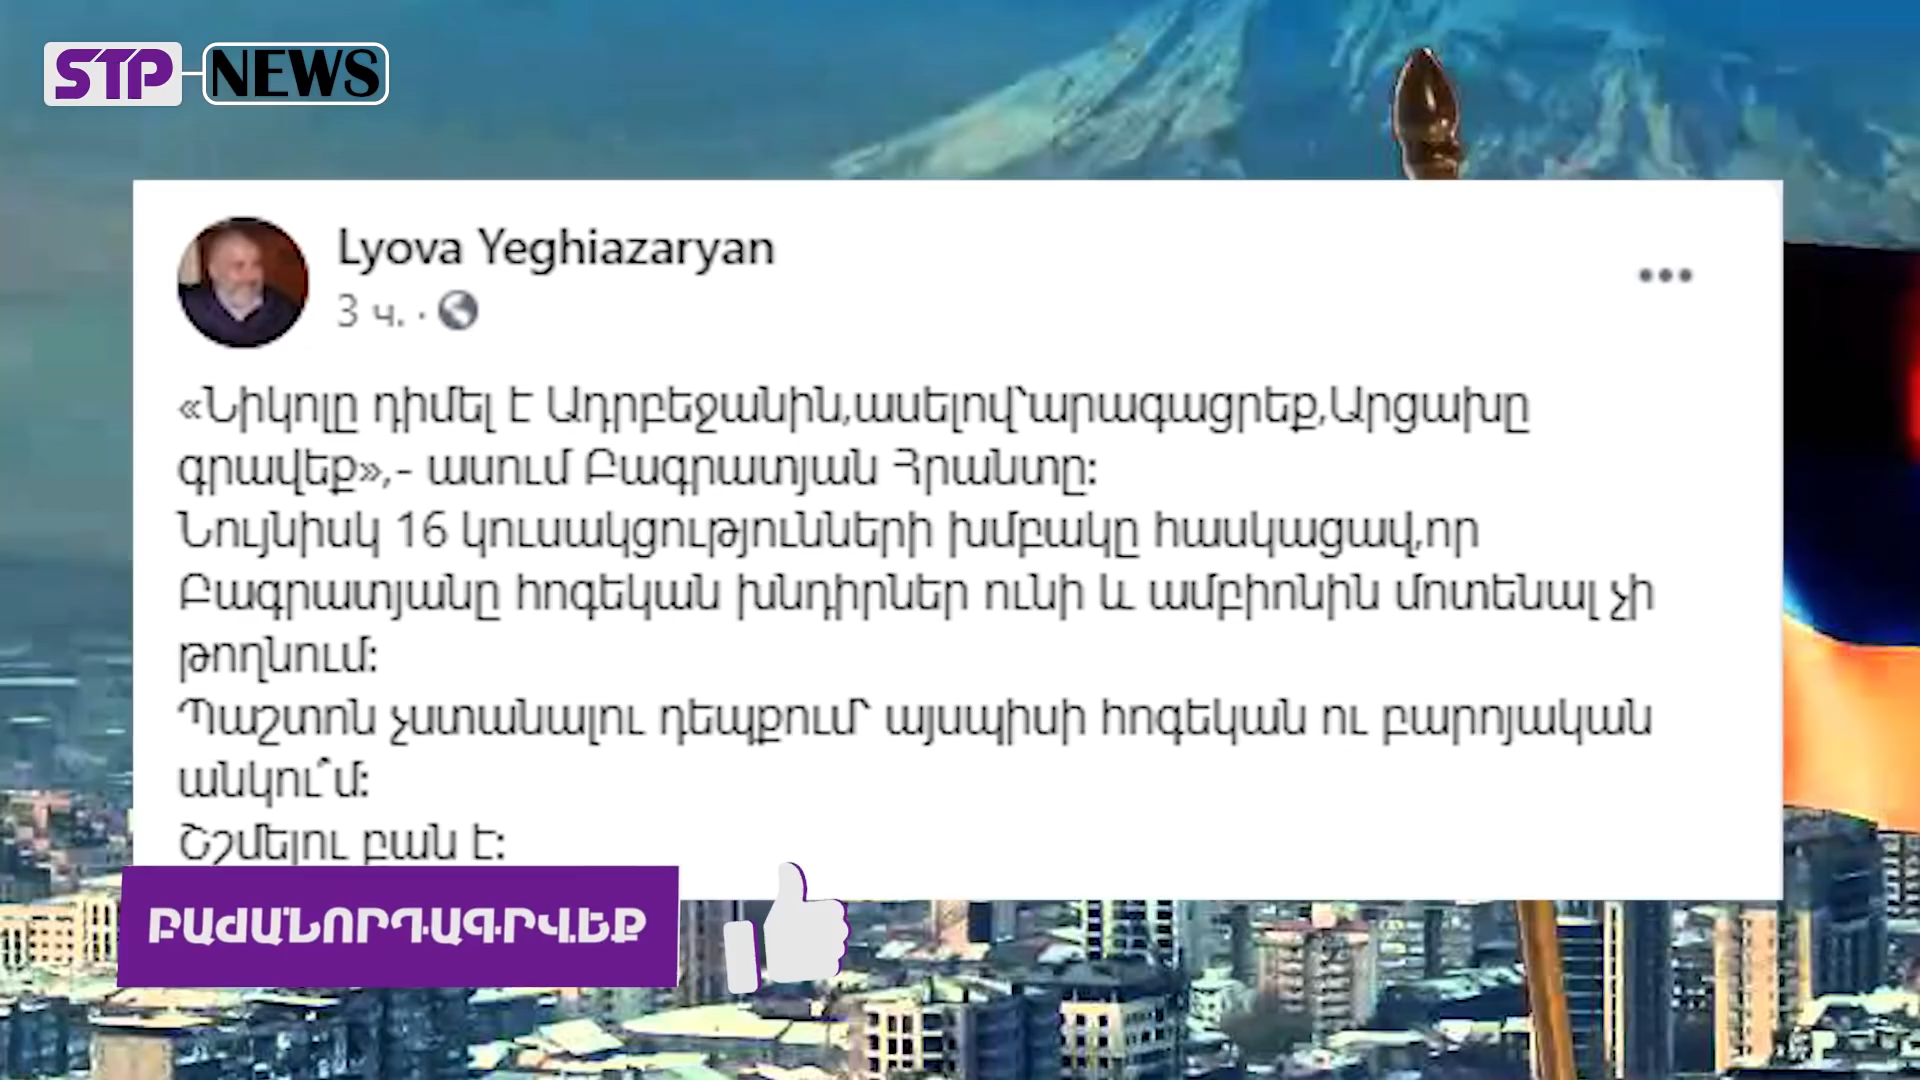 STP NEWS
Lyova Yeghiazaryan
3 ч. ·
«Նիկոլը դիմել է Ադրբեջանին,ասելով՝արագացրեք,Արցախը
գրավեք»,- ասում Բագրատյան Հրանտը:
Նույնիսկ 16 կուսակցությունների խմբակը հասկացավ,որ
Բագրատյանը հոգեկան խնդիրներ ունի և ամբիոնին մոտենալ չի
թողնում:
Պաշտոն չստանալու դեպքում՝ այսպիսի հոգեկան ու բարոյական
անկու՞մ:
Շշմելու բան է:
ԲԱԺԱՆՈՐԴԱԳՐՎԵՔ